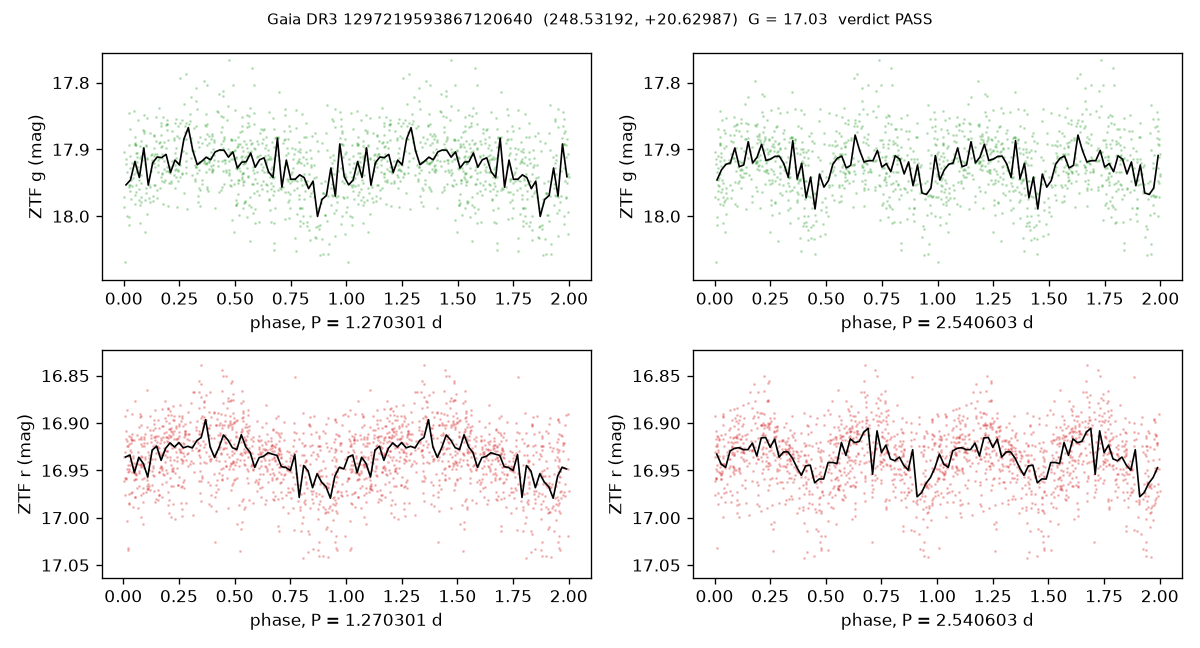 Gaia DR3 1297219593867120640  (248.53192, +20.62987)  G = 17.03  verdict PASS
ZTF g (mag)
17.8
17.9
18.0
0.00 0.25 0.50 0.75 1.00 1.25 1.50 1.75 2.00
phase, P = 1.270301 d
ZTF g (mag)
17.8
17.9
18.0
0.00 0.25 0.50 0.75 1.00 1.25 1.50 1.75 2.00
phase, P = 2.540603 d
ZTF r (mag)
16.85
16.90
16.95
17.00
17.05
0.00 0.25 0.50 0.75 1.00 1.25 1.50 1.75 2.00
phase, P = 1.270301 d
ZTF r (mag)
16.85
16.90
16.95
17.00
17.05
0.00 0.25 0.50 0.75 1.00 1.25 1.50 1.75 2.00
phase, P = 2.540603 d